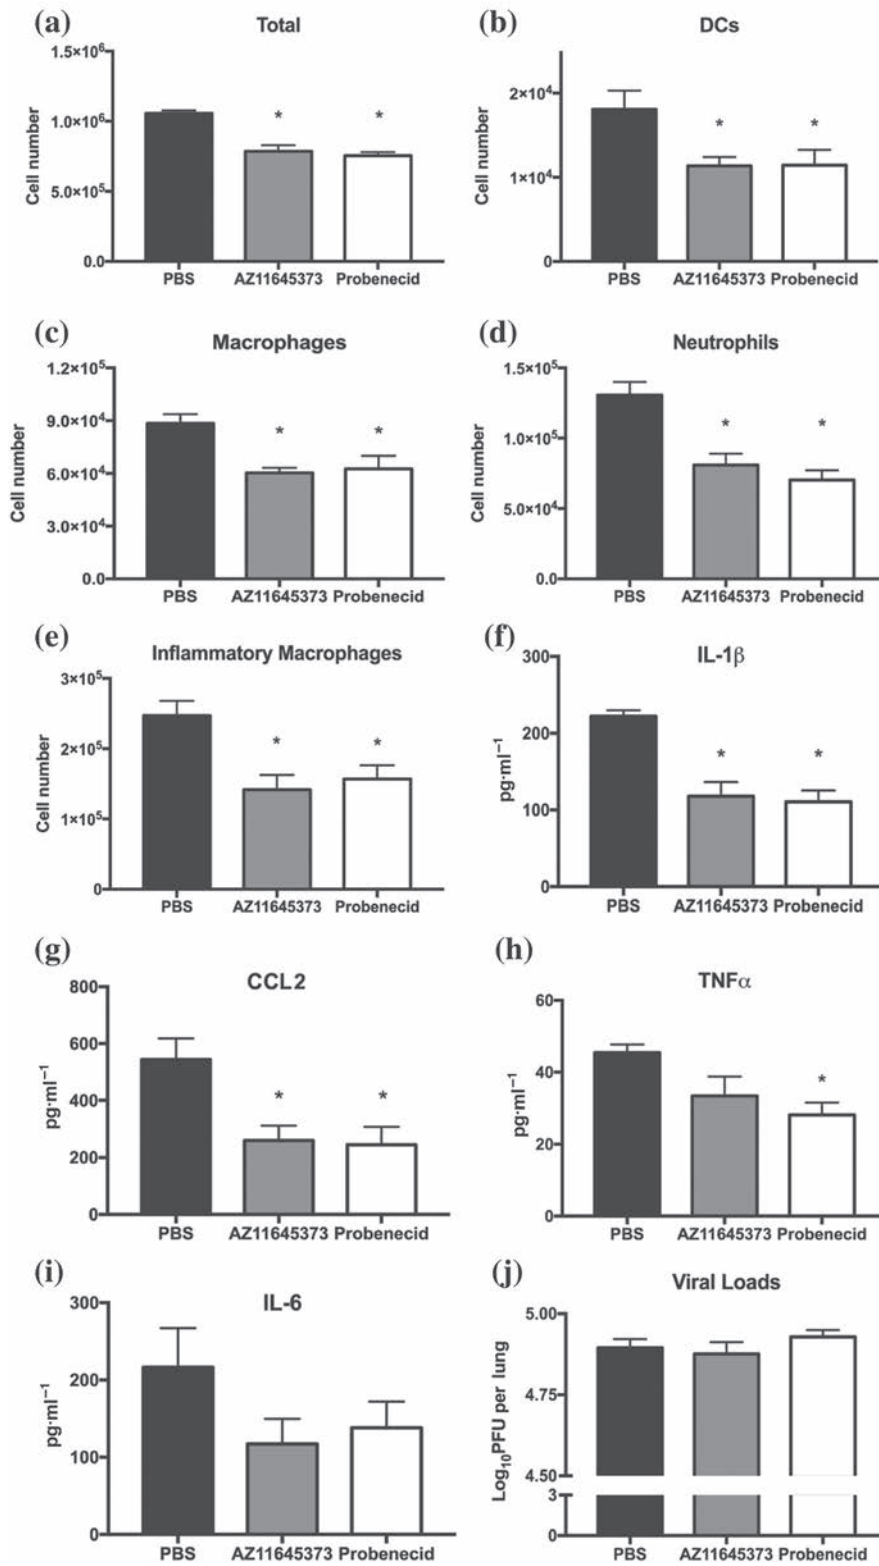 (a)
Total
1.5×10⁶
1.0×10⁶
5.0×10⁵
0.0
Cell number
*
*
PBS
AZ11645373
Probenecid
(b)
DCs
2×10⁴
1×10⁴
0
Cell number
*
*
PBS
AZ11645373
Probenecid
(c)
Macrophages
1.2×10⁵
9.0×10⁴
6.0×10⁴
3.0×10⁴
0.0
Cell number
*
*
PBS
AZ11645373
Probenecid
(d)
Neutrophils
1.5×10⁵
1.0×10⁵
5.0×10⁴
0.0
Cell number
*
*
PBS
AZ11645373
Probenecid
(e)
Inflammatory Macrophages
3×10⁵
2×10⁵
1×10⁵
0
Cell number
*
*
PBS
AZ11645373
Probenecid
(f)
IL-1β
300
200
100
0
pg·ml⁻¹
*
*
PBS
AZ11645373
Probenecid
(g)
CCL2
800
600
400
200
0
pg·ml⁻¹
*
*
PBS
AZ11645373
Probenecid
(h)
TNFα
60
40
20
0
pg·ml⁻¹
*
PBS
AZ11645373
Probenecid
(i)
IL-6
300
200
100
0
pg·ml⁻¹
PBS
AZ11645373
Probenecid
(j)
Viral Loads
5.00
4.75
4.50
3
0
Log₁₀PFU per lung
PBS
AZ11645373
Probenecid